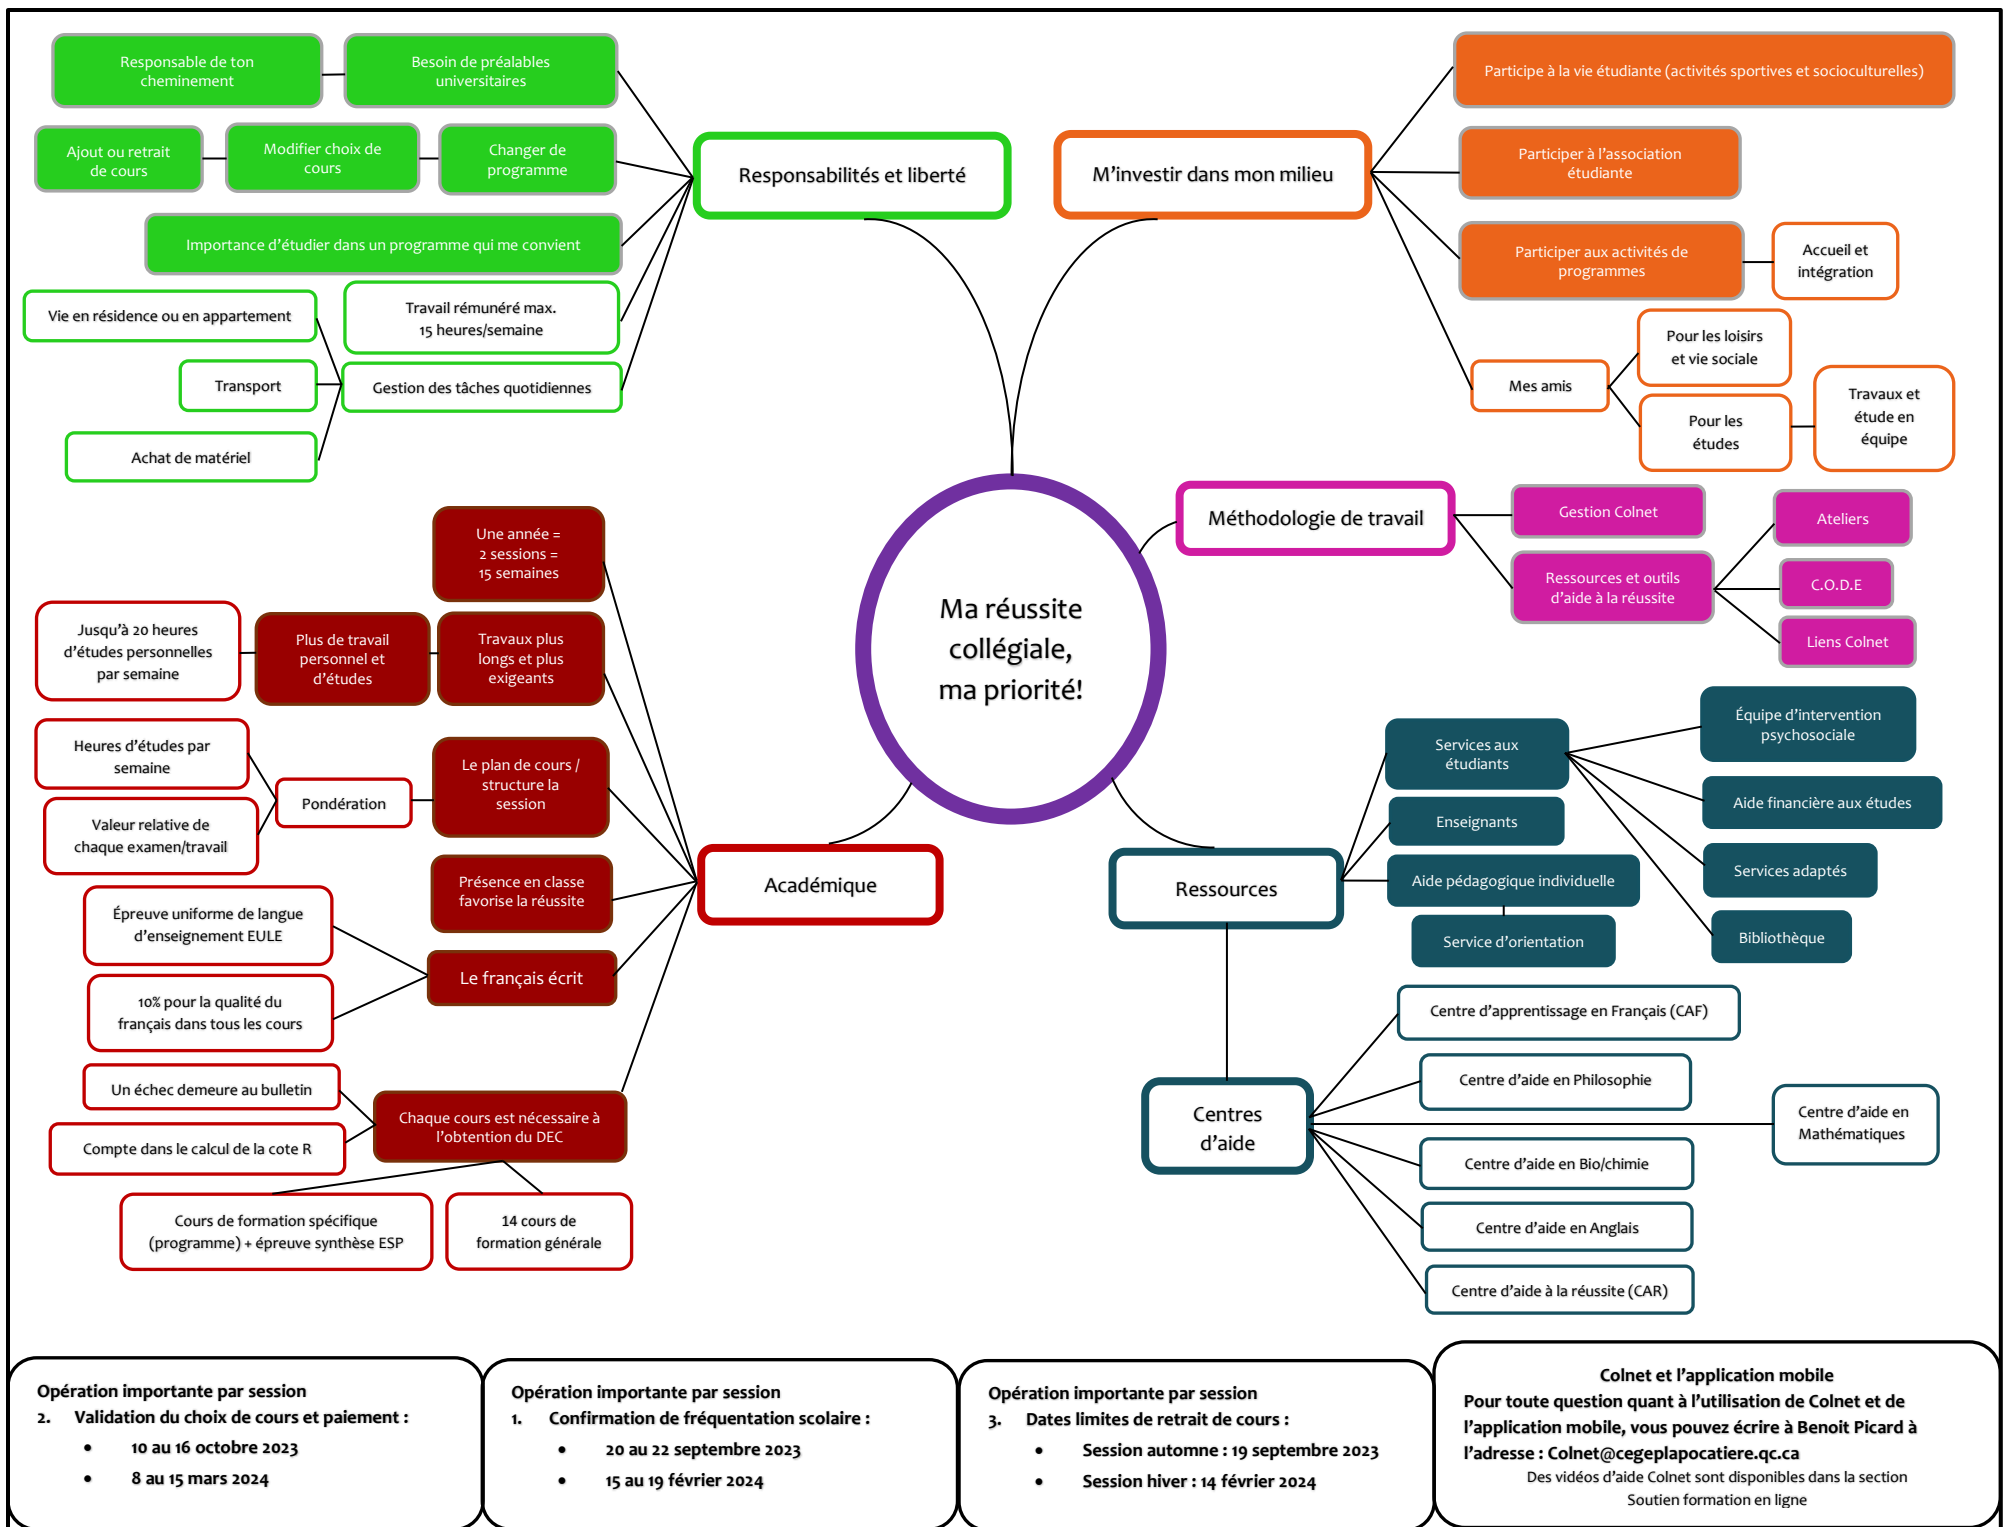 Responsable de ton
cheminement
Besoin de préalables
universitaires
Ajout ou retrait
de cours
Modifier choix de
cours
Changer de
programme
Importance d'étudier dans un programme qui me convient
Vie en résidence ou en appartement
Travail rémunéré max.
15 heures/semaine
Transport
Gestion des tâches quotidiennes
Achat de matériel
Responsabilités et liberté
M'investir dans mon milieu
Participe à la vie étudiante (activités sportives et socioculturelles)
Participer à l'association
étudiante
Participer aux activités de
programmes
Accueil et
intégration
Mes amis
Pour les loisirs
et vie sociale
Pour les
études
Travaux et
étude en
équipe
Ma réussite
collégiale,
ma priorité!
Méthodologie de travail
Gestion Colnet
Ressources et outils
d'aide à la réussite
Ateliers
C.O.D.E
Liens Colnet
Une année =
2 sessions =
15 semaines
Jusqu'à 20 heures
d'études personnelles
par semaine
Plus de travail
personnel et
d'études
Travaux plus
longs et plus
exigeants
Heures d'études par
semaine
Valeur relative de
chaque examen/travail
Pondération
Le plan de cours /
structure la
session
Présence en classe
favorise la réussite
Académique
Épreuve uniforme de langue
d'enseignement EULE
10% pour la qualité du
français dans tous les cours
Le français écrit
Un échec demeure au bulletin
Compte dans le calcul de la cote R
Chaque cours est nécessaire à
l'obtention du DEC
Cours de formation spécifique
(programme) + épreuve synthèse ESP
14 cours de
formation générale
Ressources
Services aux
étudiants
Enseignants
Aide pédagogique individuelle
Service d'orientation
Équipe d'intervention
psychosociale
Aide financière aux études
Services adaptés
Bibliothèque
Centres
d'aide
Centre d'apprentissage en Français (CAF)
Centre d'aide en Philosophie
Centre d'aide en
Mathématiques
Centre d'aide en Bio/chimie
Centre d'aide en Anglais
Centre d'aide à la réussite (CAR)
Opération importante par session
2. Validation du choix de cours et paiement :
• 10 au 16 octobre 2023
• 8 au 15 mars 2024
Opération importante par session
1. Confirmation de fréquentation scolaire :
• 20 au 22 septembre 2023
• 15 au 19 février 2024
Opération importante par session
3. Dates limites de retrait de cours :
• Session automne : 19 septembre 2023
• Session hiver : 14 février 2024
Colnet et l'application mobile
Pour toute question quant à l'utilisation de Colnet et de
l'application mobile, vous pouvez écrire à Benoit Picard à
l'adresse : Colnet@cegeplapocatiere.qc.ca
Des vidéos d'aide Colnet sont disponibles dans la section
Soutien formation en ligne